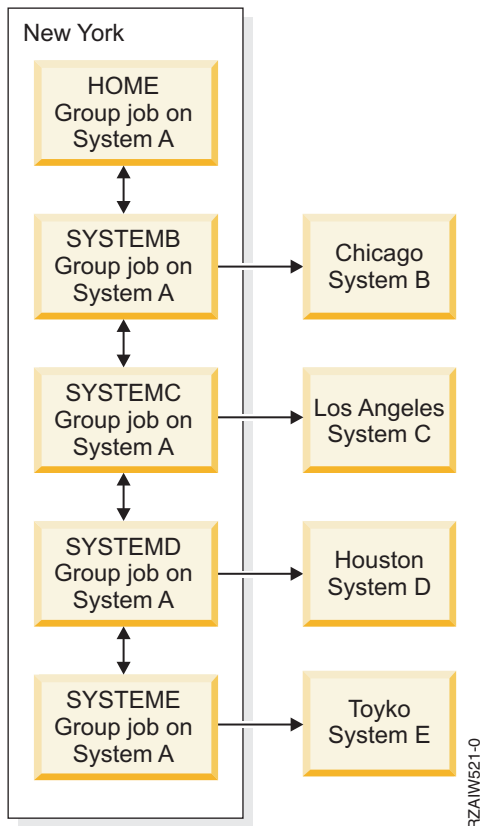 New York
HOME
Group job on
System A
SYSTEMB
Group job on
System A
Chicago
System B
SYSTEMC
Group job on
System A
Los Angeles
System C
SYSTEMD
Group job on
System A
Houston
System D
SYSTEME
Group job on
System A
Toyko
System E
RZAIW521-0